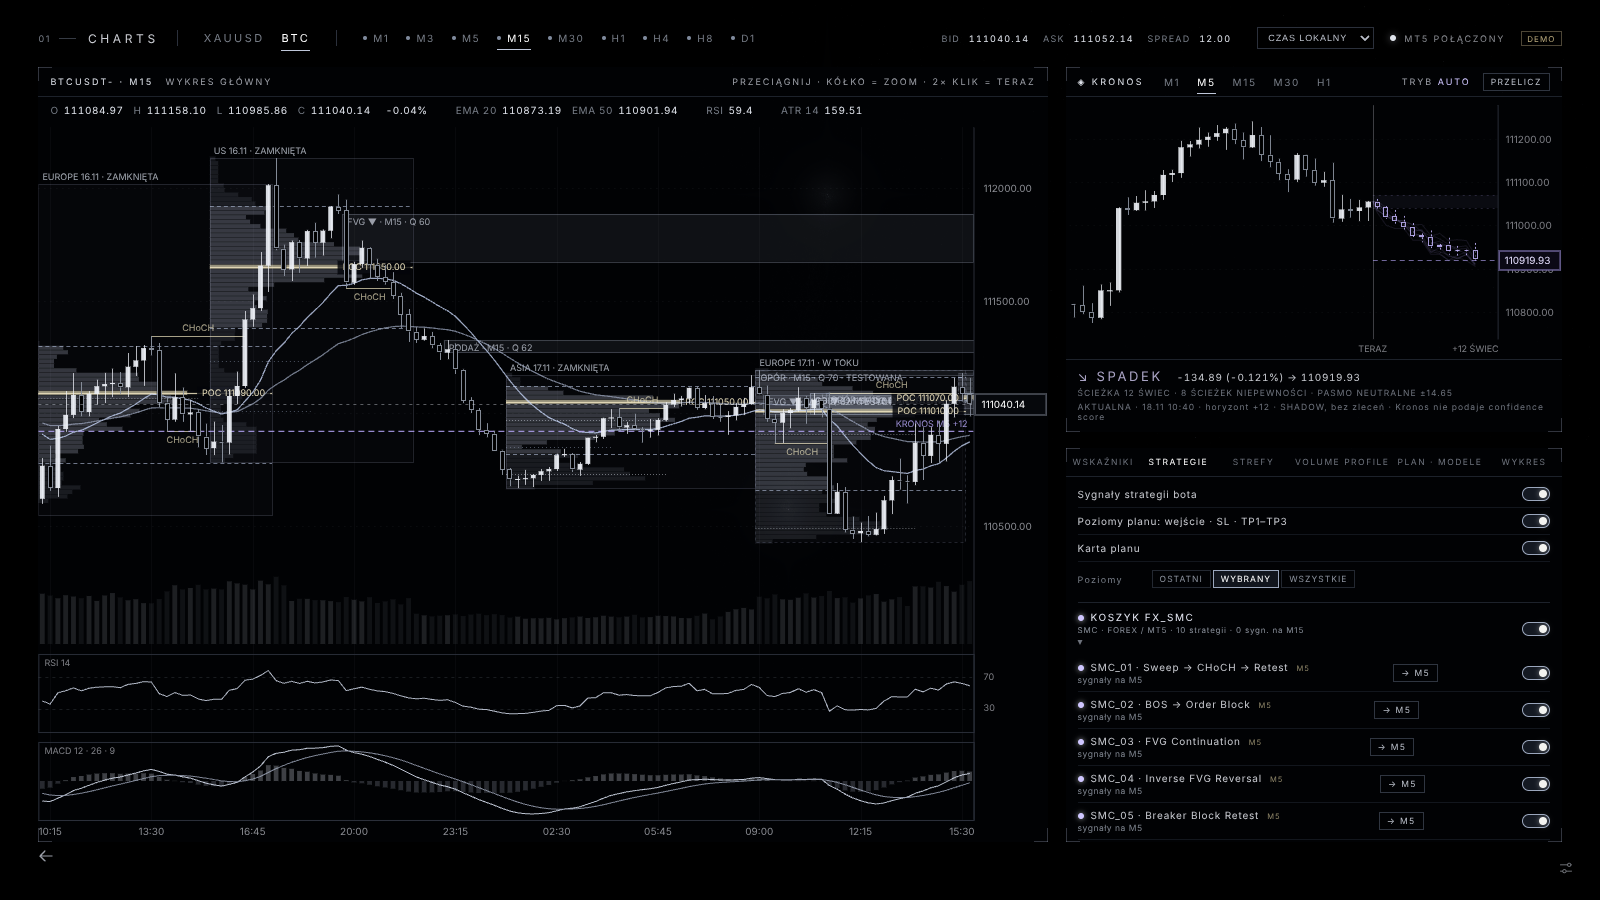 01 — CHARTS XAUUSD BTC M1 M3 M5 M15 M30 H1 H4 H8 D1 BID 111040.14 ASK 111052.14 SPREAD 12.00 CZAS LOKALNY MT5 POŁĄCZONY DEMO
BTCUSDT- · M15 WYKRES GŁÓWNY PRZECIĄGNIJ · KÓŁKO = ZOOM · 2× KLIK = TERAZ
O 111084.97 H 111158.10 L 110985.86 C 111040.14 -0.04% EMA 20 110873.19 EMA 50 110901.94 RSI 59.4 ATR 14 159.51
US 16.11 · ZAMKNIĘTA
EUROPE 16.11 · ZAMKNIĘTA
112000.00
FVG ▼ · M15 · Q 60
CHoCH
111500.00
CHoCH
M15 · Q 62
EUROPE 17.11 · W TOKU
ASIA 17.11 · ZAMKNIĘTA
OPÓR · M15 · Q 70 · TESTOWANA
CHoCH
POC 111070.00
CHoCH
111040.14
POC 111010.00
KRONOS M5 +12
CHoCH
CHoCH
110500.00
RSI 14
70
30
MACD 12 · 26 · 9
10:15 13:30 16:45 20:00 23:15 02:30 05:45 09:00 12:15 15:30
◈ KRONOS M1 M5 M15 M30 H1 TRYB AUTO PRZELICZ
111200.00
111100.00
111000.00
110919.93
110800.00
TERAZ +12 ŚWIEC
↘ SPADEK -134.89 (-0.121%) → 110919.93
ŚCIEŻKA 12 ŚWIEC · 8 ŚCIEŻEK NIEPEWNOŚCI · PASMO NEUTRALNE ±14.65
AKTUALNA · 18.11 10:40 · horyzont +12 · SHADOW, bez zleceń · Kronos nie podaje confidence
score
WSKAŹNIKI STRATEGIE STREFY VOLUME PROFILE PLAN · MODELE WYKRES
Sygnały strategii bota
Poziomy planu: wejście · SL · TP1–TP3
Karta planu
Poziomy OSTATNI WYBRANY WSZYSTKIE
KOSZYK FX_SMC
SMC · FOREX / MT5 · 10 strategii · 0 sygn. na M15
▼
SMC_01 · Sweep → CHoCH → Retest M5 → M5
sygnały na M5
SMC_02 · BOS → Order Block M5 → M5
sygnały na M5
SMC_03 · FVG Continuation M5 → M5
sygnały na M5
SMC_04 · Inverse FVG Reversal M5 → M5
sygnały na M5
SMC_05 · Breaker Block Retest M5 → M5
sygnały na M5